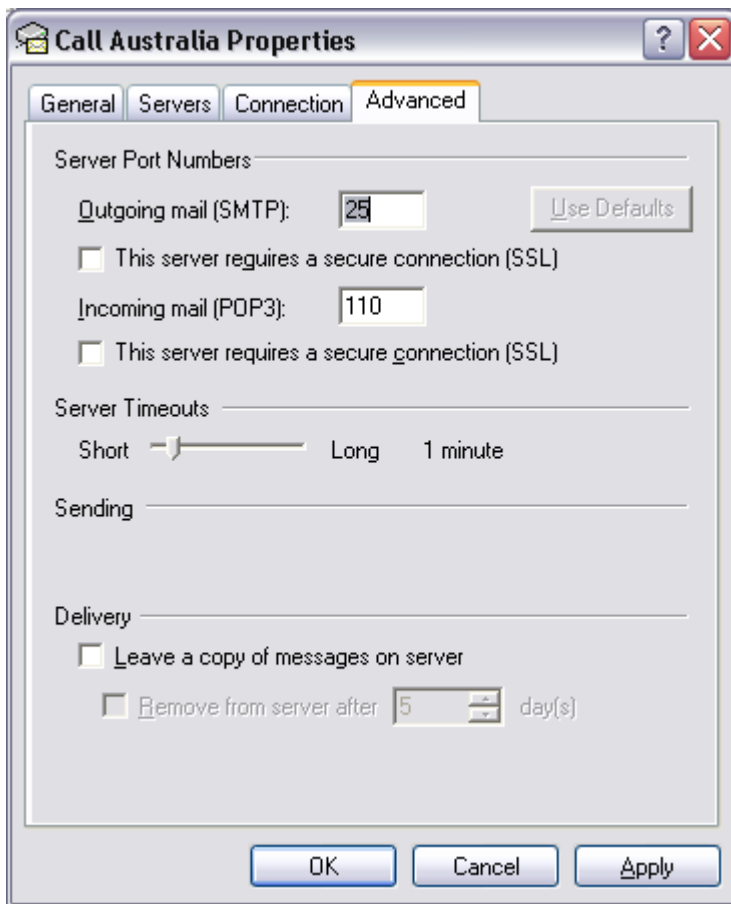 Call Australia Properties
General Servers Connection Advanced
Server Port Numbers
Outgoing mail (SMTP): 25 Use Defaults
This server requires a secure connection (SSL)
Incoming mail (POP3): 110
This server requires a secure connection (SSL)
Server Timeouts
Short Long 1 minute
Sending
Delivery
Leave a copy of messages on server
Remove from server after 5 day(s)
OK Cancel Apply